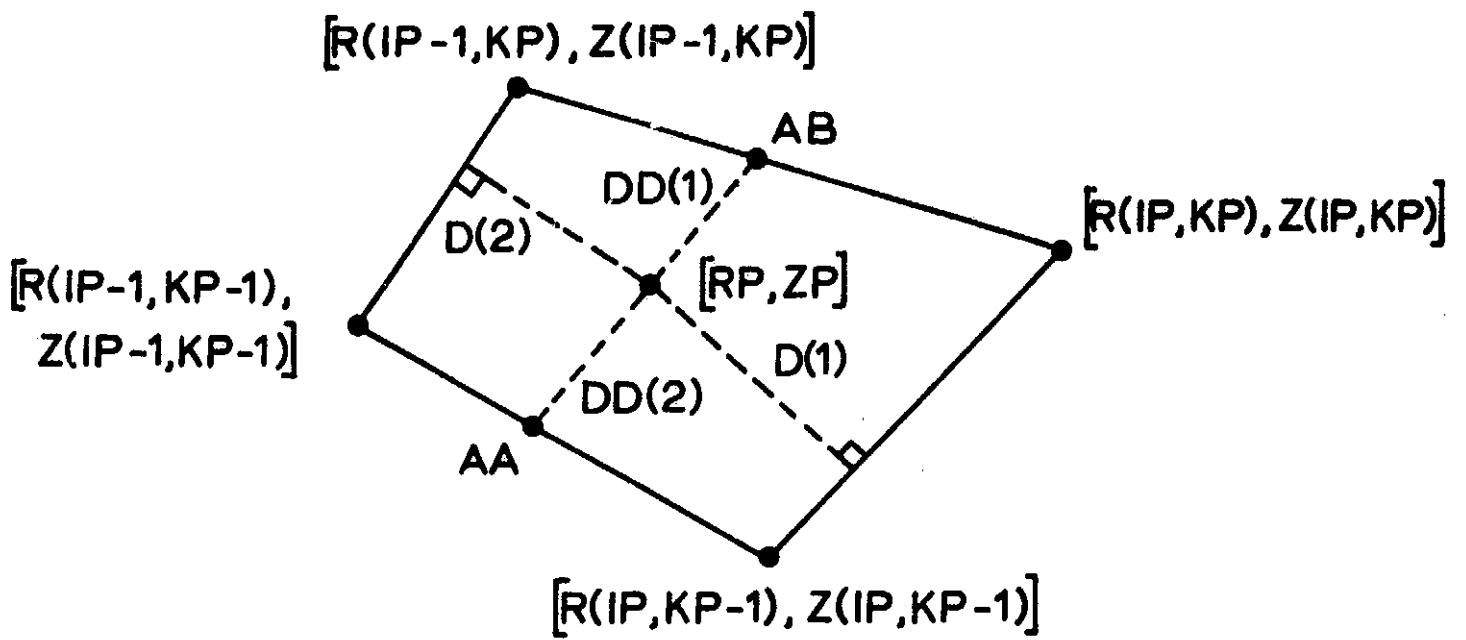 [R(IP-1,KP), Z(IP-1,KP)]
AB
DD(1)
[R(IP,KP), Z(IP,KP)]
D(2)
[R(IP-1,KP-1),
Z(IP-1,KP-1)]
[RP,ZP]
D(1)
DD(2)
AA
[R(IP,KP-1), Z(IP,KP-1)]